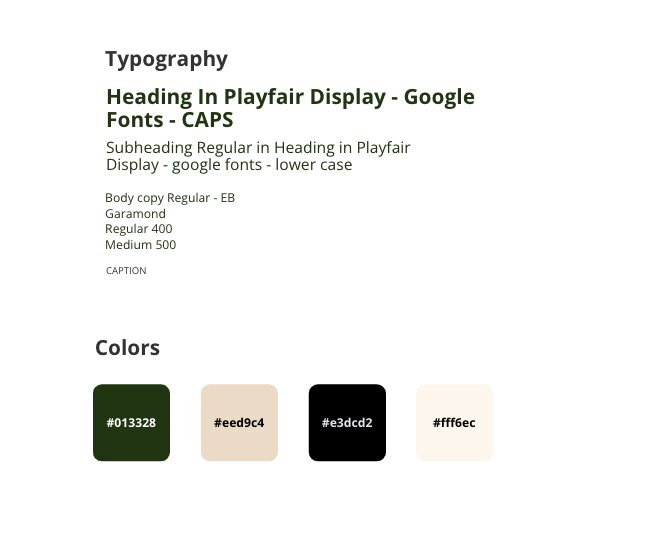 Typography
Heading In Playfair Display - Google
Fonts - CAPS
Subheading Regular in Heading in Playfair
Display - google fonts - lower case
Body copy Regular - EB
Garamond
Regular 400
Medium 500
CAPTION
Colors
#013328 #eed9c4 #e3dcd2 #fff6ec